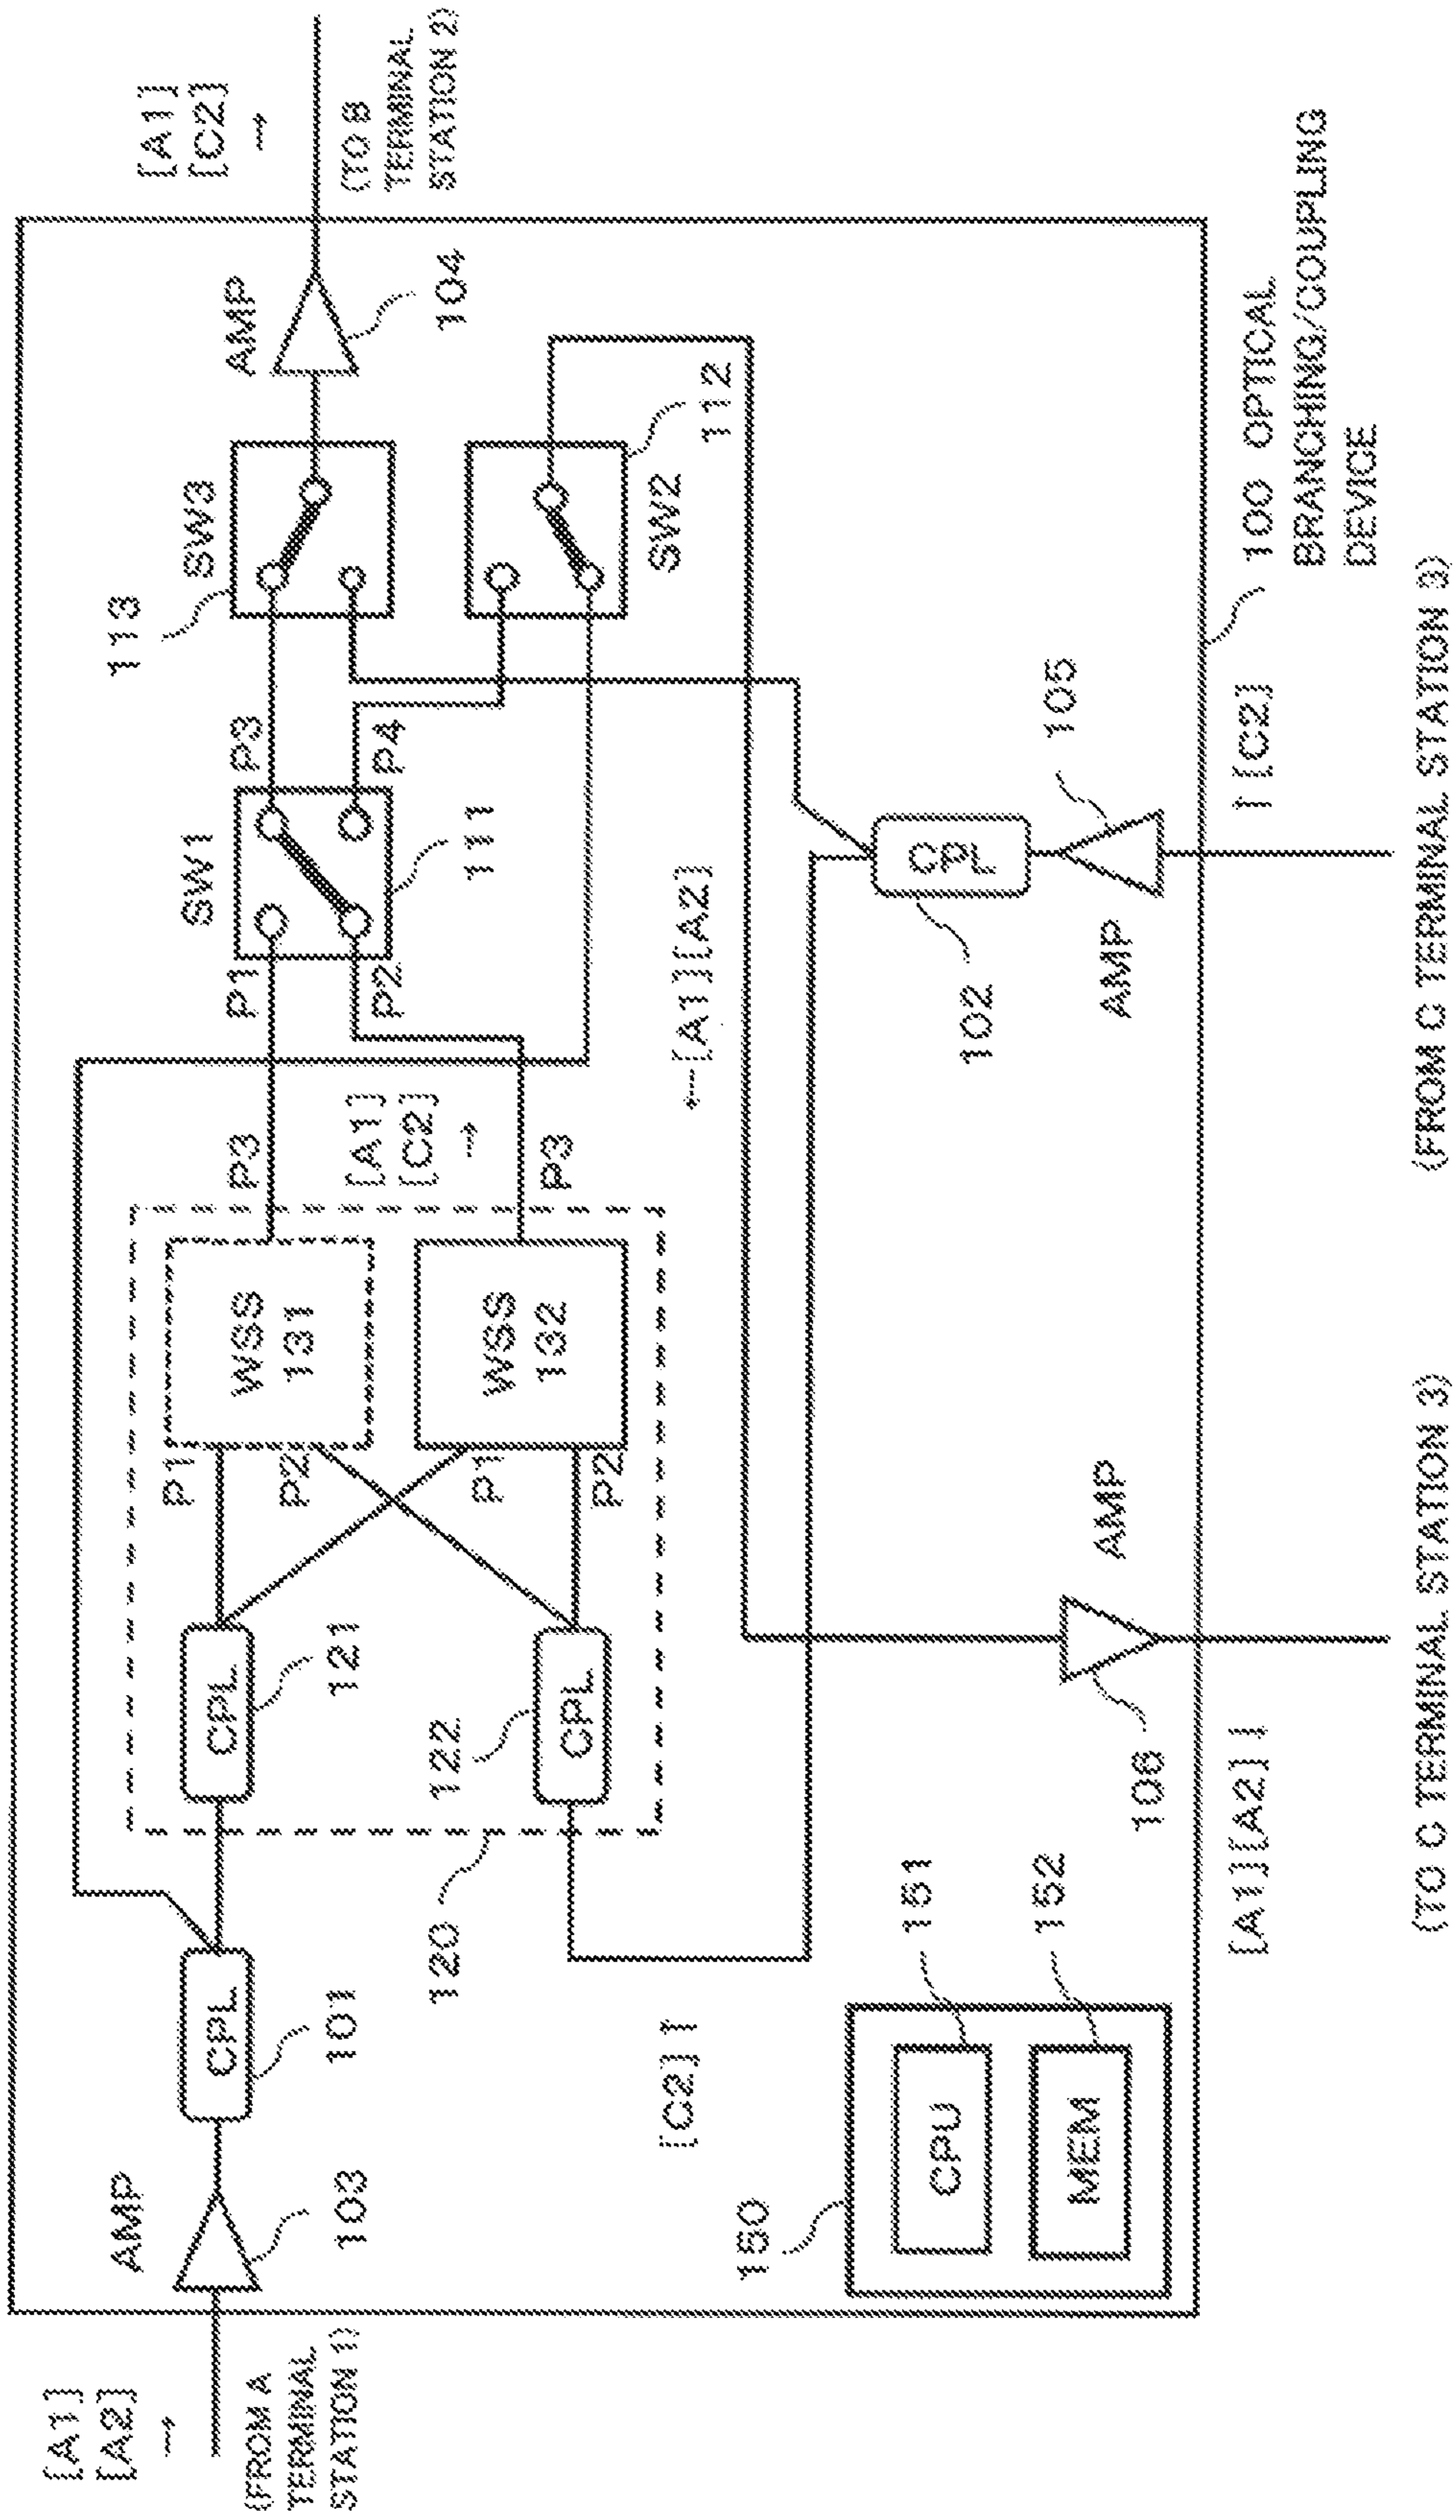 [A1]
[A2]
→
(FROM A
TERMINAL
STATION 1)
AMP
103
CPL
101
120
CPL
121
122
CPL
P1
P2
P1
P2
WSS
131
WSS
132
P3
P3
[A1]
[C2]
→
P1
P2
SW1
111
P3
P4
113
SW3
SW2
112
AMP
104
[A1]
[C2]
→
(TO B
TERMINAL
STATION 2)
←[A1][A2]
[C2]↑
150
CPU
151
MEM
152
AMP
106
[A1][A2]↓
(TO C TERMINAL STATION 3)
CPL
102
AMP
105
↑[C2]
(FROM C TERMINAL STATION 3)
100 OPTICAL
BRANCHING/COUPLING
DEVICE